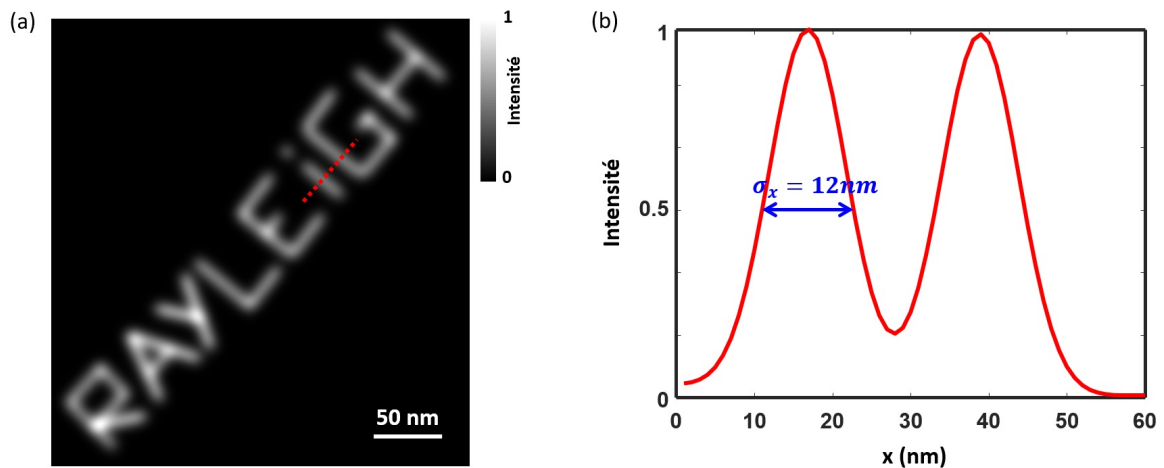 (a)
RAYLEiGH
50 nm
1
Intensité
0
(b)
1
0.5
0
Intensité
σx = 12nm
0 10 20 30 40 50 60
x (nm)